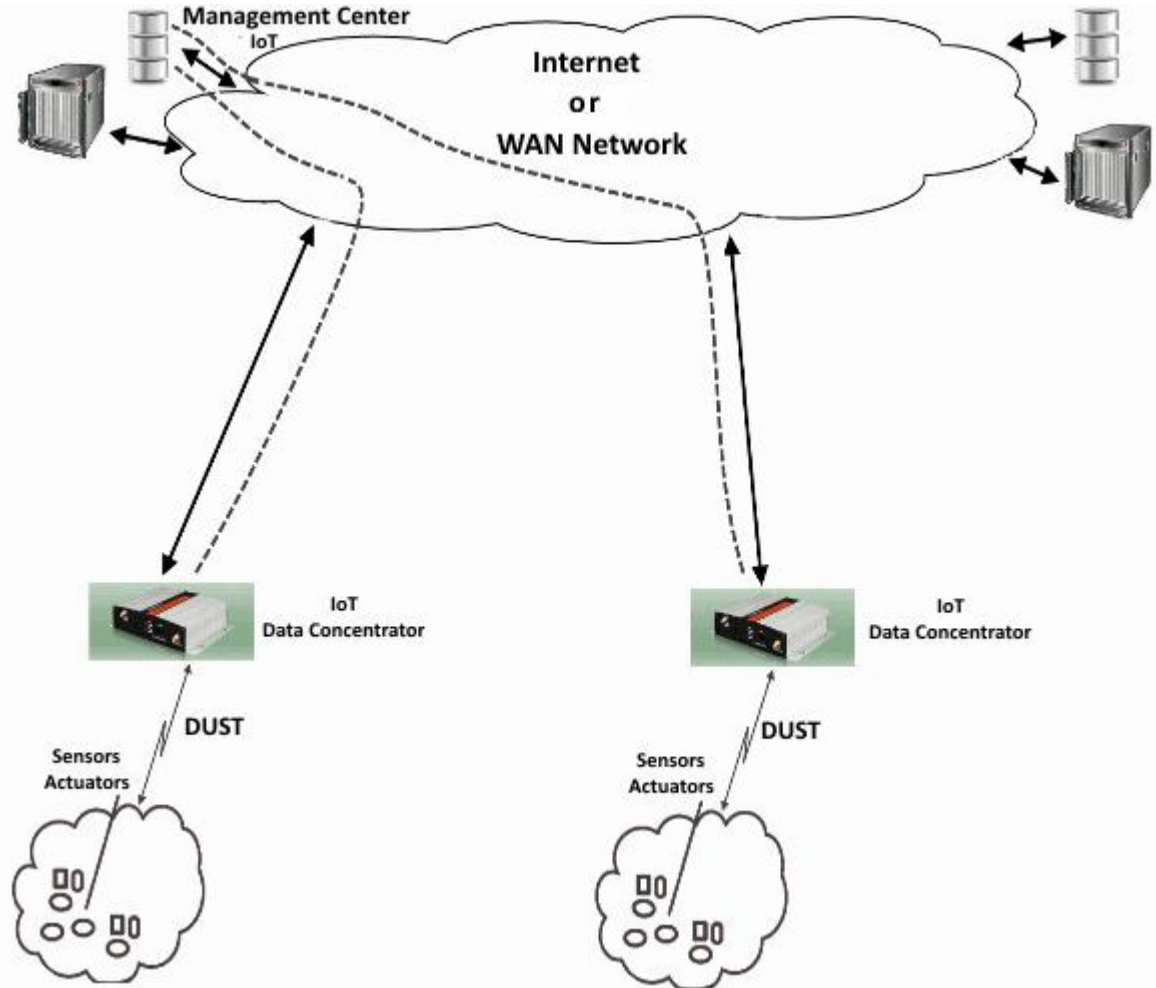 Management Center
IoT
Internet
or
WAN Network
IoT
Data Concentrator
IoT
Data Concentrator
DUST
DUST
Sensors
Actuators
Sensors
Actuators